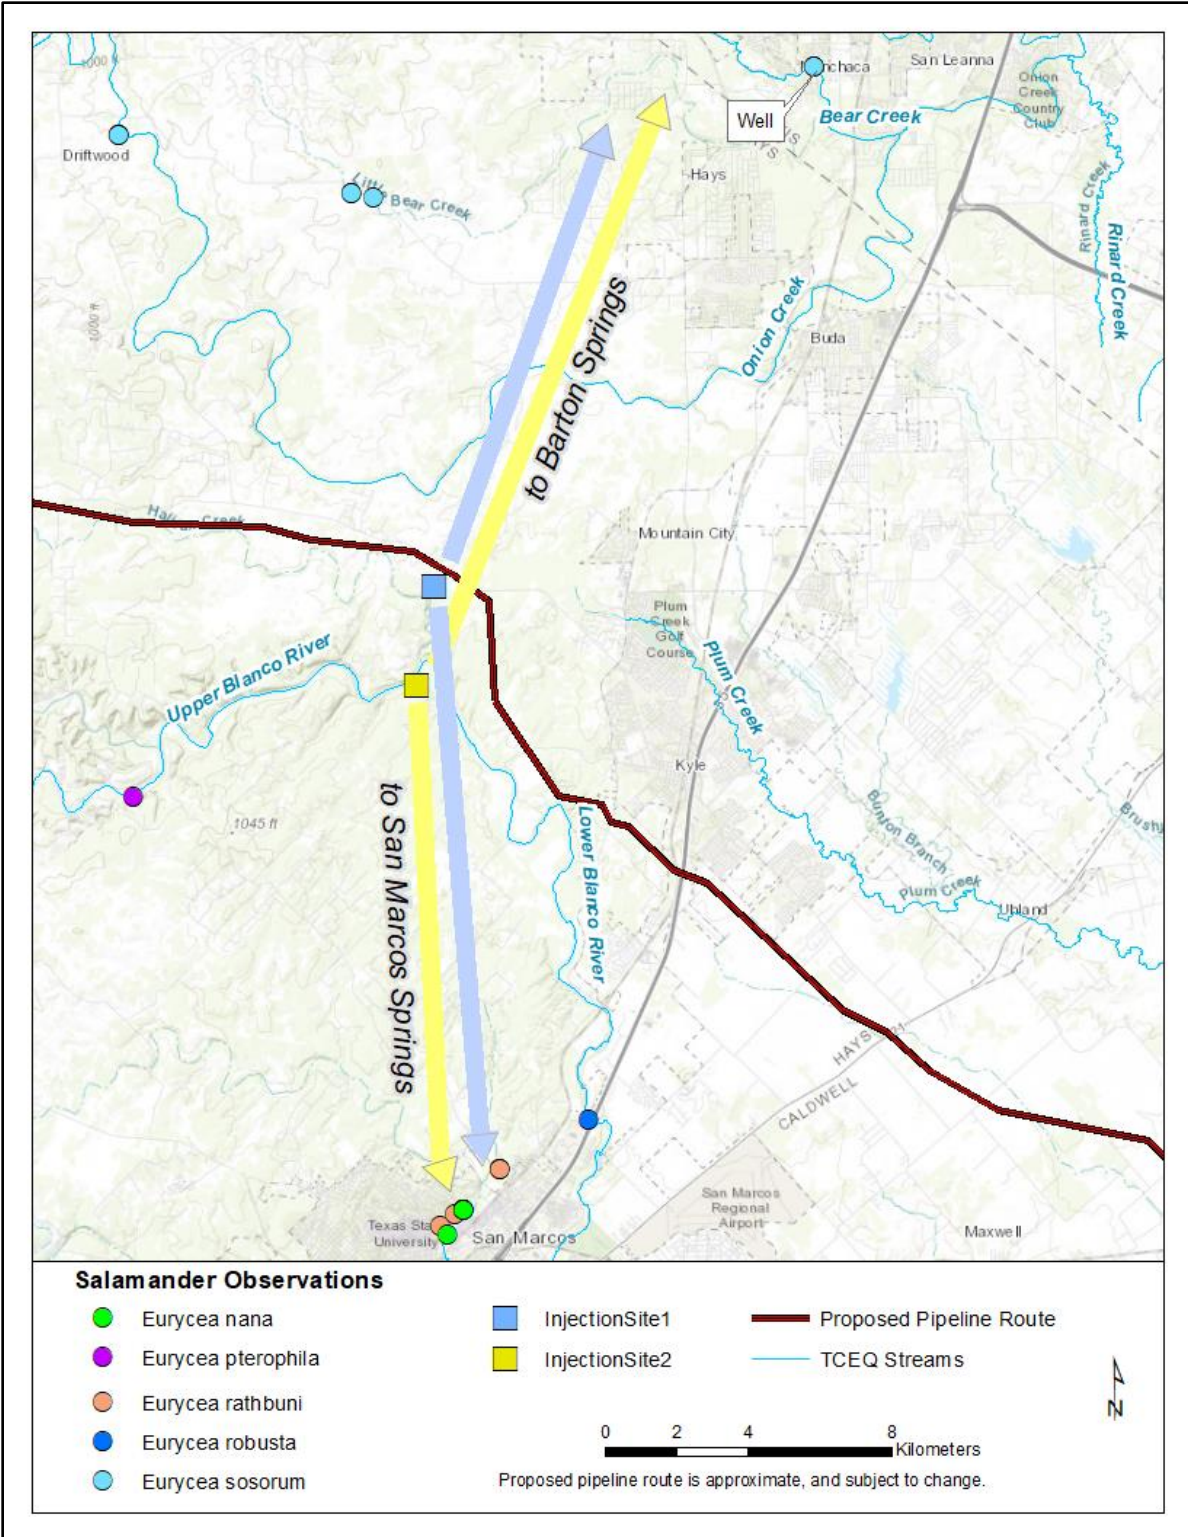 1000 ft
San Leanna
Onion
Creek
Country
Club
Well
Bear Creek
Driftwood
Hays
Little
Bear Creek
Rinard Creek
Rinard Creek
1000 ft
to Barton Springs
Onion Creek
Buda
Mountain City
Plum
Creek
Golf
Course
Plum Creek
Upper Blanco River
Kyle
1045 ft
to San Marcos Springs
Lower Blanco River
Bunton Branch
Plum Creek
Uhland
HAYS
CALDWELL
Texas State
University
San Marcos
San Marcos
Regional
Airport
Maxwell
Salamander Observations
Eurycea nana
Eurycea pterophila
Eurycea rathbuni
Eurycea robusta
Eurycea sosorum
InjectionSite1
InjectionSite2
Proposed Pipeline Route
TCEQ Streams
N
0 2 4 8
Kilometers
Proposed pipeline route is approximate, and subject to change.